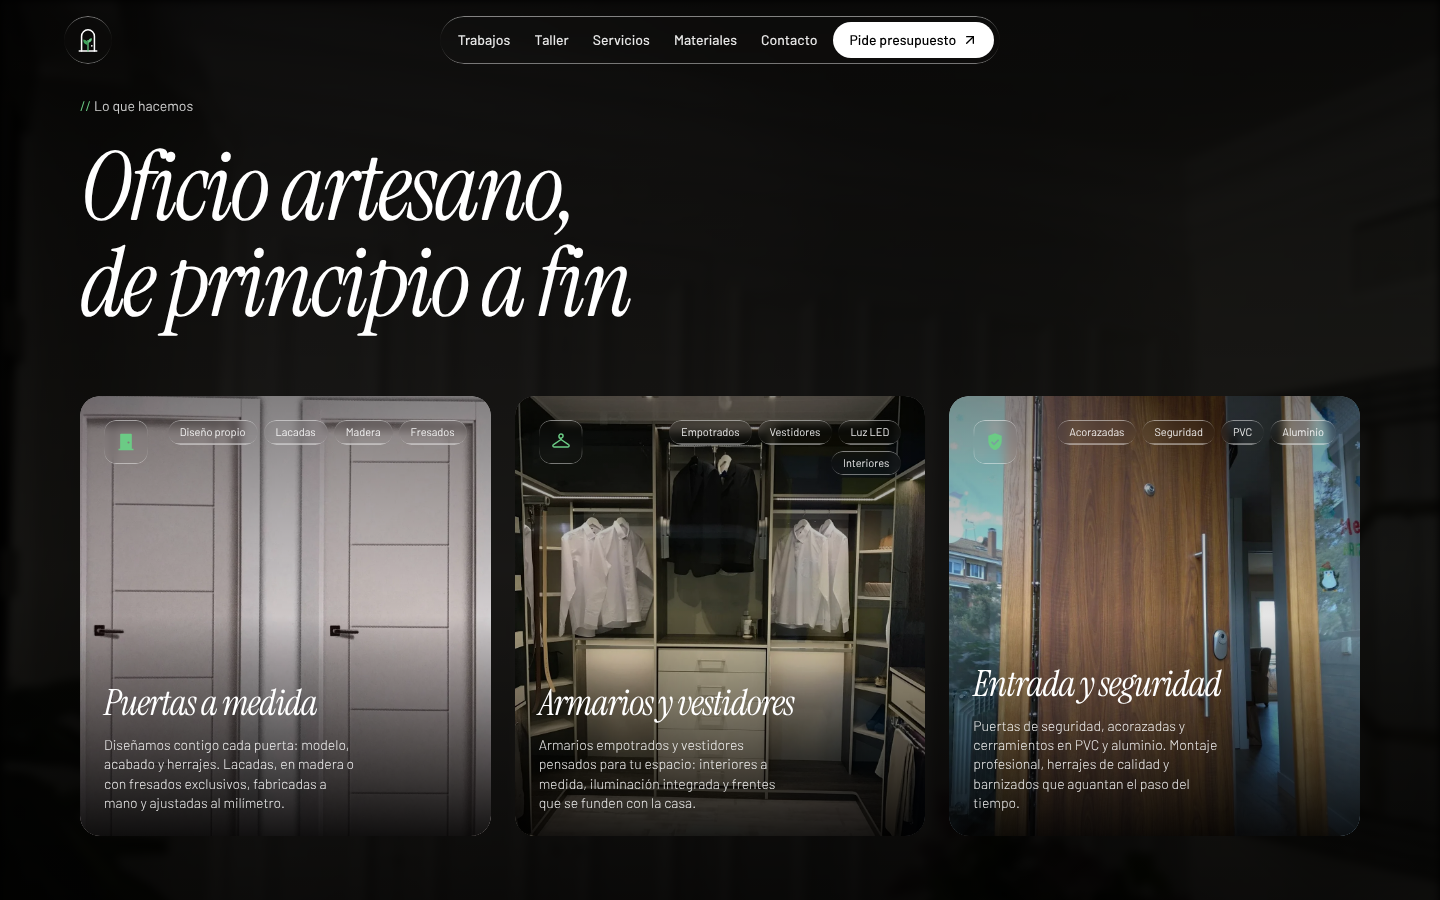 Trabajos Taller Servicios Materiales Contacto Pide presupuesto
// Lo que hacemos
Oficio artesano,
de principio a fin
Diseño propio Lacadas Madera Fresados
Puertas a medida
Diseñamos contigo cada puerta: modelo,
acabado y herrajes. Lacadas, en madera o
con fresados exclusivos, fabricadas a
mano y ajustadas al milímetro.
Empotrados Vestidores Luz LED
Interiores
Armarios y vestidores
Armarios empotrados y vestidores
pensados para tu espacio: interiores a
medida, iluminación integrada y frentes
que se funden con la casa.
Acorazadas Seguridad PVC Aluminio
Entrada y seguridad
Puertas de seguridad, acorazadas y
cerramientos en PVC y aluminio. Montaje
profesional, herrajes de calidad y
barnizados que aguantan el paso del
tiempo.